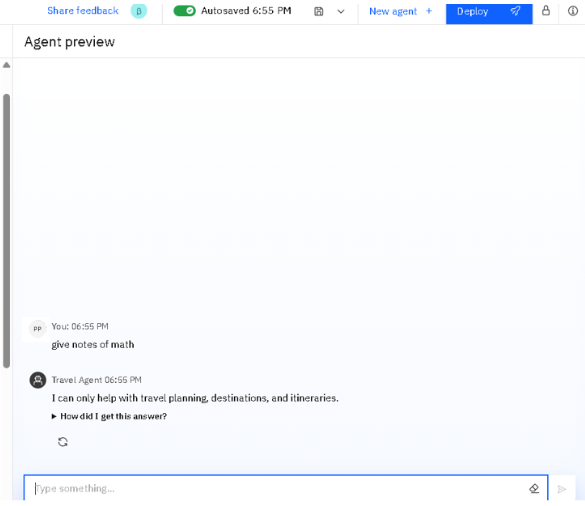 Share feedback β Autosaved 6:55 PM New agent + Deploy
Agent preview
PP You: 06:55 PM
give notes of math
Travel Agent 06:55 PM
I can only help with travel planning, destinations, and itineraries.
How did I get this answer?
Type something...